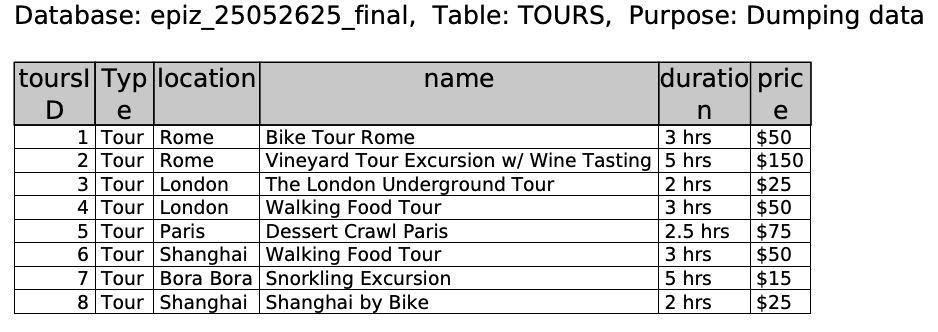 Database: epiz_25052625_final, Table: TOURS, Purpose: Dumping data
toursID Type location name duration price
1 Tour Rome Bike Tour Rome 3 hrs $50
2 Tour Rome Vineyard Tour Excursion w/ Wine Tasting 5 hrs $150
3 Tour London The London Underground Tour 2 hrs $25
4 Tour London Walking Food Tour 3 hrs $50
5 Tour Paris Dessert Crawl Paris 2.5 hrs $75
6 Tour Shanghai Walking Food Tour 3 hrs $50
7 Tour Bora Bora Snorkling Excursion 5 hrs $15
8 Tour Shanghai Shanghai by Bike 2 hrs $25